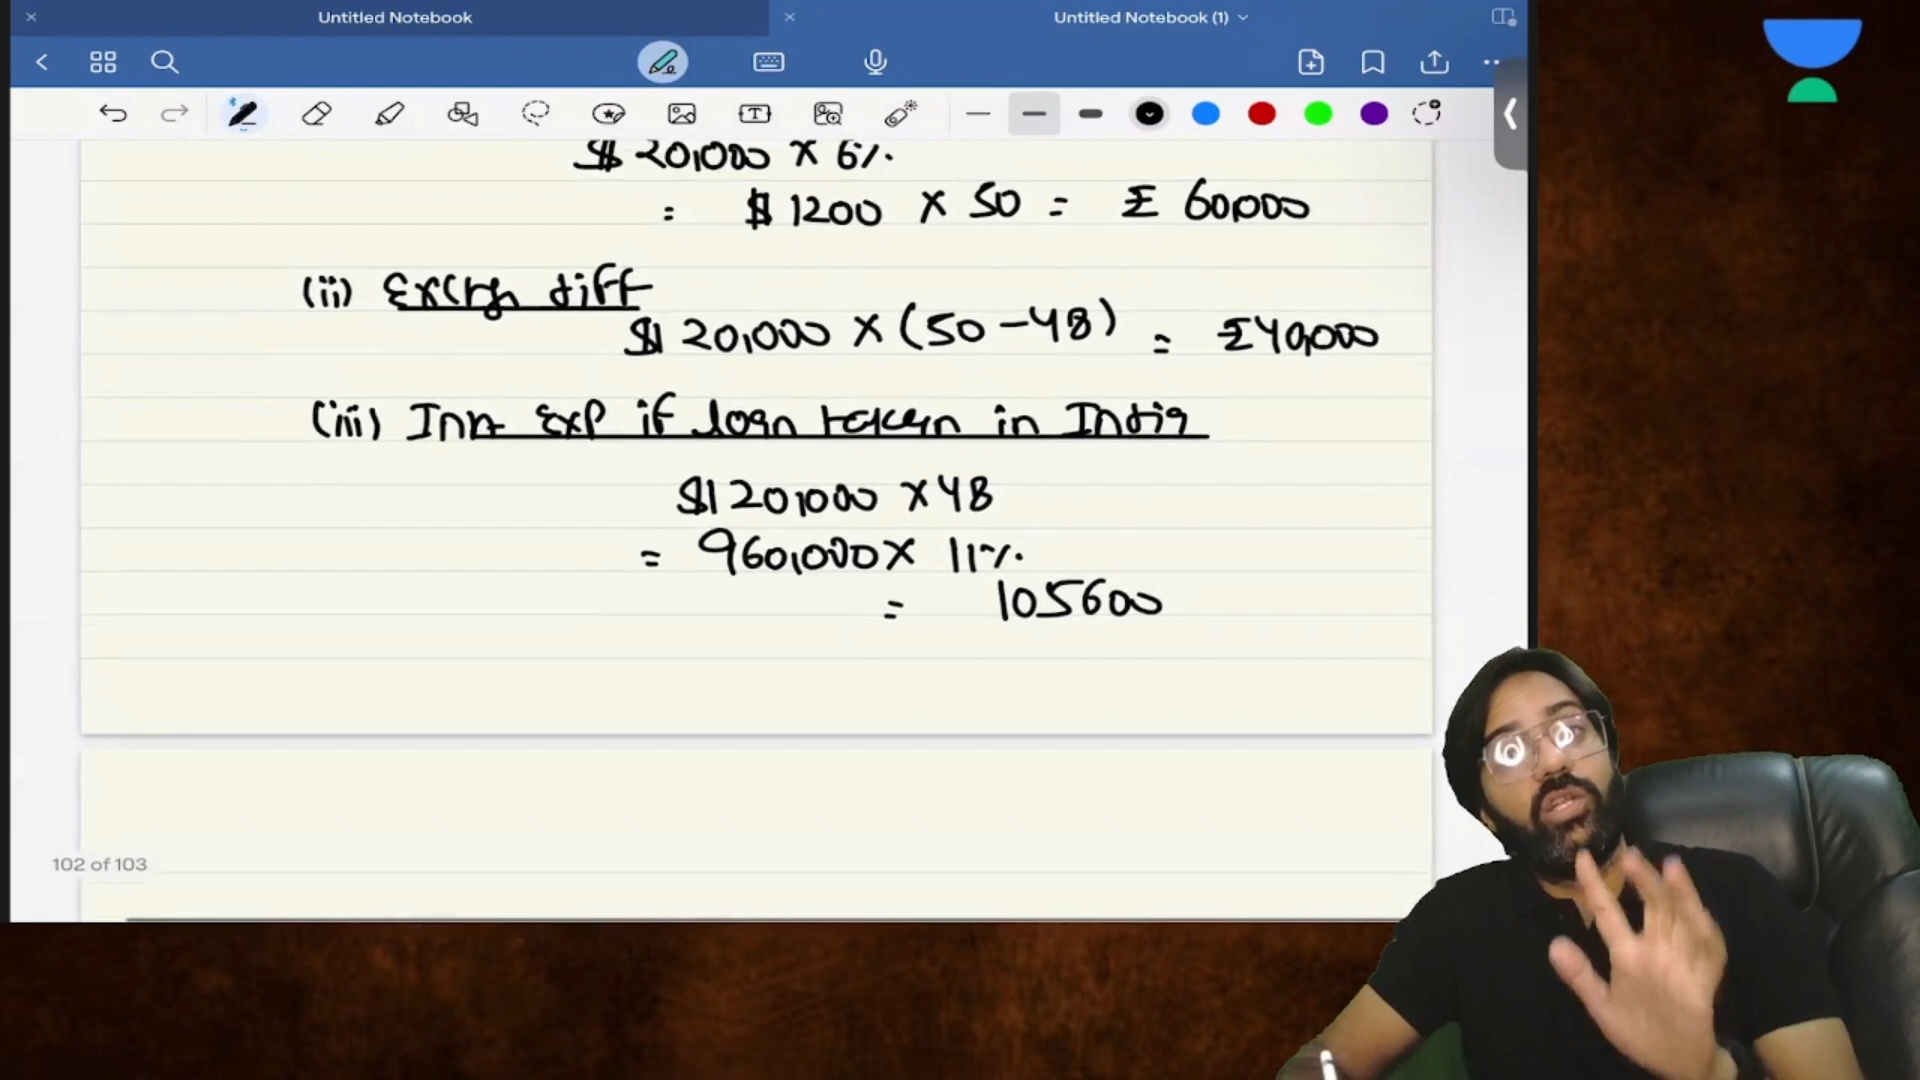 Untitled Notebook
Untitled Notebook (1)
$ 20,000 × 6%
= $ 1200 × 50 = ₹ 60,000
(ii) Exchg diff
$ 20,000 × (50-48) = ₹40,000
(iii) Intt Exp if loan taken in India
$ 20,000 × 48
= 960,000 × 11%
= 105600
102 of 103